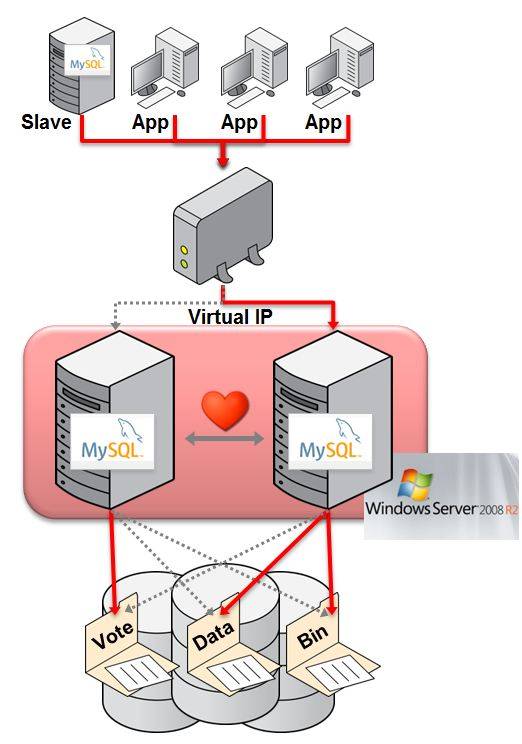 MySQL
Slave
App
App
App
Virtual IP
MySQL
MySQL
Windows Server 2008 R2
Vote
Data
Bin